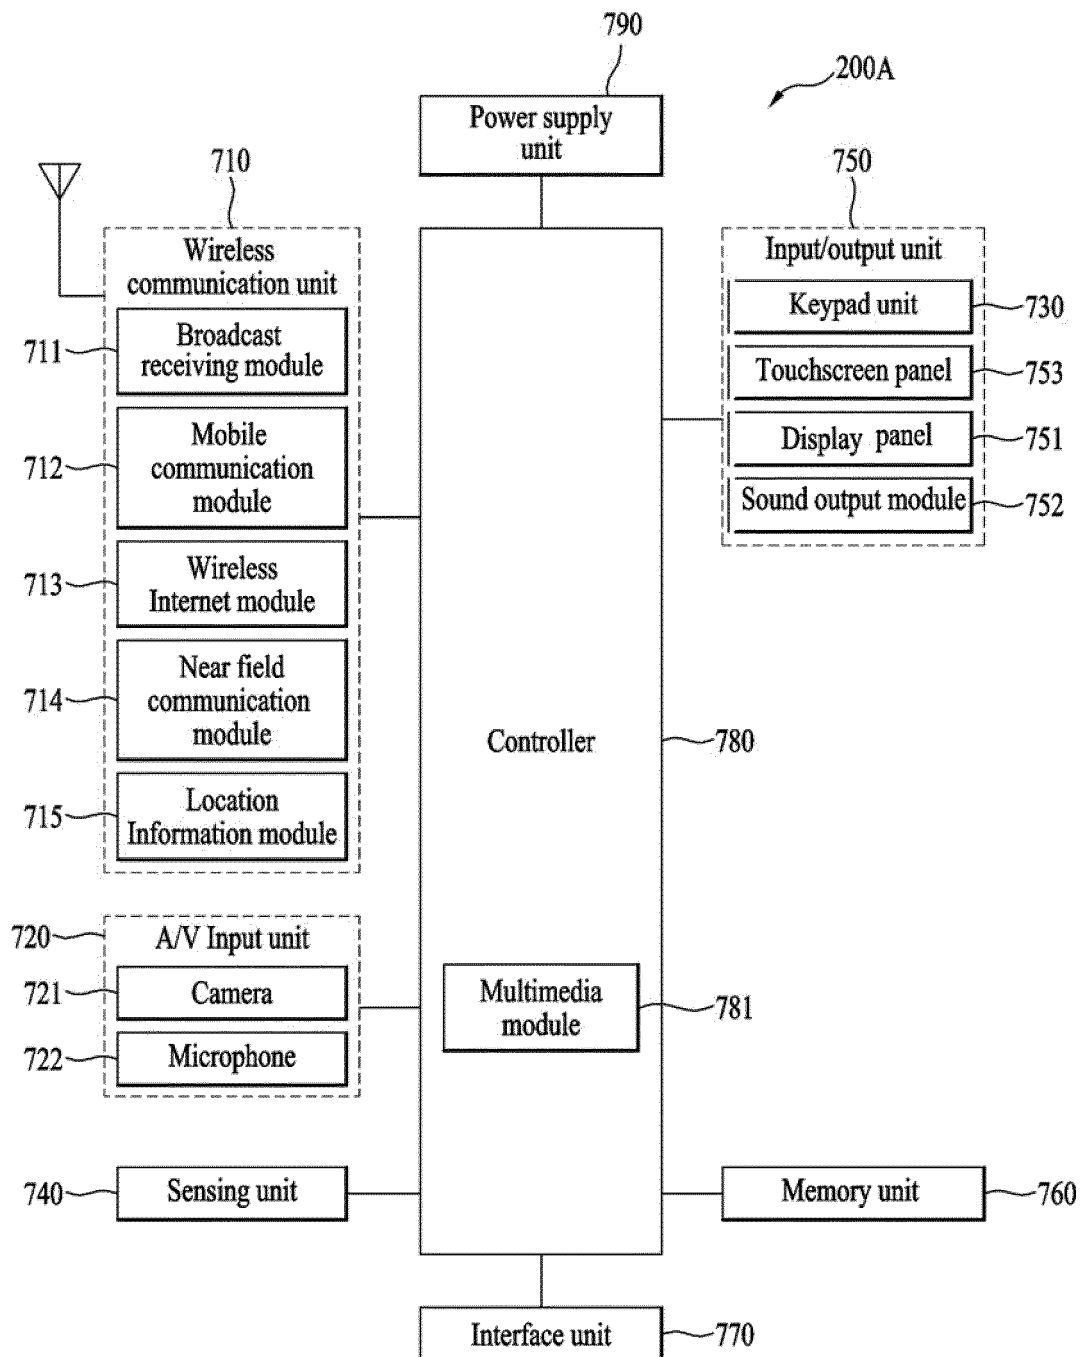 790
200A
Power supply
unit
710
750
Wireless
communication unit
711
Broadcast
receiving module
712
Mobile
communication
module
713
Wireless
Internet module
714
Near field
communication
module
715
Location
Information module
Input/output unit
Keypad unit
730
Touchscreen panel
753
Display panel
751
Sound output module
752
Controller
780
720
A/V Input unit
721
Camera
722
Microphone
Multimedia
module
781
740
Sensing unit
Memory unit
760
Interface unit
770